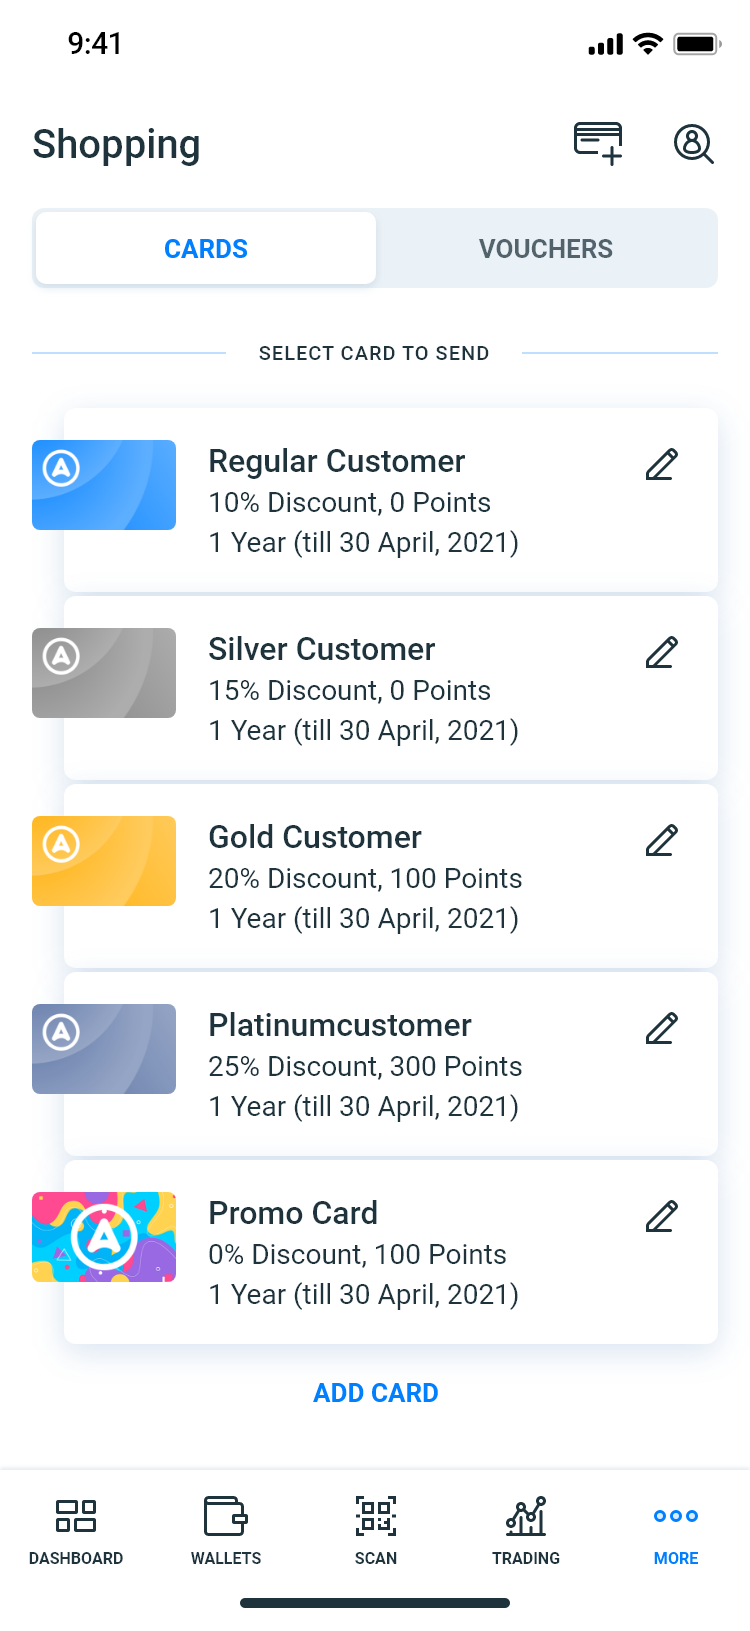 9:41
Shopping
CARDS
VOUCHERS
SELECT CARD TO SEND
Regular Customer
10% Discount, 0 Points
1 Year (till 30 April, 2021)
Silver Customer
15% Discount, 0 Points
1 Year (till 30 April, 2021)
Gold Customer
20% Discount, 100 Points
1 Year (till 30 April, 2021)
Platinumcustomer
25% Discount, 300 Points
1 Year (till 30 April, 2021)
Promo Card
0% Discount, 100 Points
1 Year (till 30 April, 2021)
ADD CARD
DASHBOARD
WALLETS
SCAN
TRADING
MORE